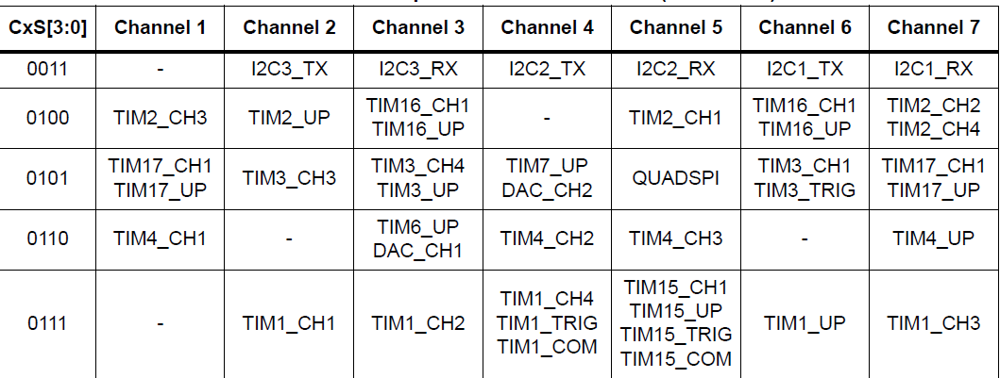 CxS[3:0] Channel 1 Channel 2 Channel 3 Channel 4 Channel 5 Channel 6 Channel 7
0011 - I2C3_TX I2C3_RX I2C2_TX I2C2_RX I2C1_TX I2C1_RX
0100 TIM2_CH3 TIM2_UP TIM16_CH1 - TIM2_CH1 TIM16_CH1 TIM2_CH2
TIM16_UP TIM16_UP TIM2_CH4
0101 TIM17_CH1 TIM3_CH3 TIM3_CH4 TIM7_UP QUADSPI TIM3_CH1 TIM17_CH1
TIM17_UP TIM3_UP DAC_CH2 TIM3_TRIG TIM17_UP
0110 TIM4_CH1 - TIM6_UP TIM4_CH2 TIM4_CH3 - TIM4_UP
DAC_CH1
0111 - TIM1_CH1 TIM1_CH2 TIM1_CH4 TIM15_CH1 TIM1_UP TIM1_CH3
TIM1_TRIG TIM15_UP
TIM1_COM TIM15_TRIG
TIM15_COM